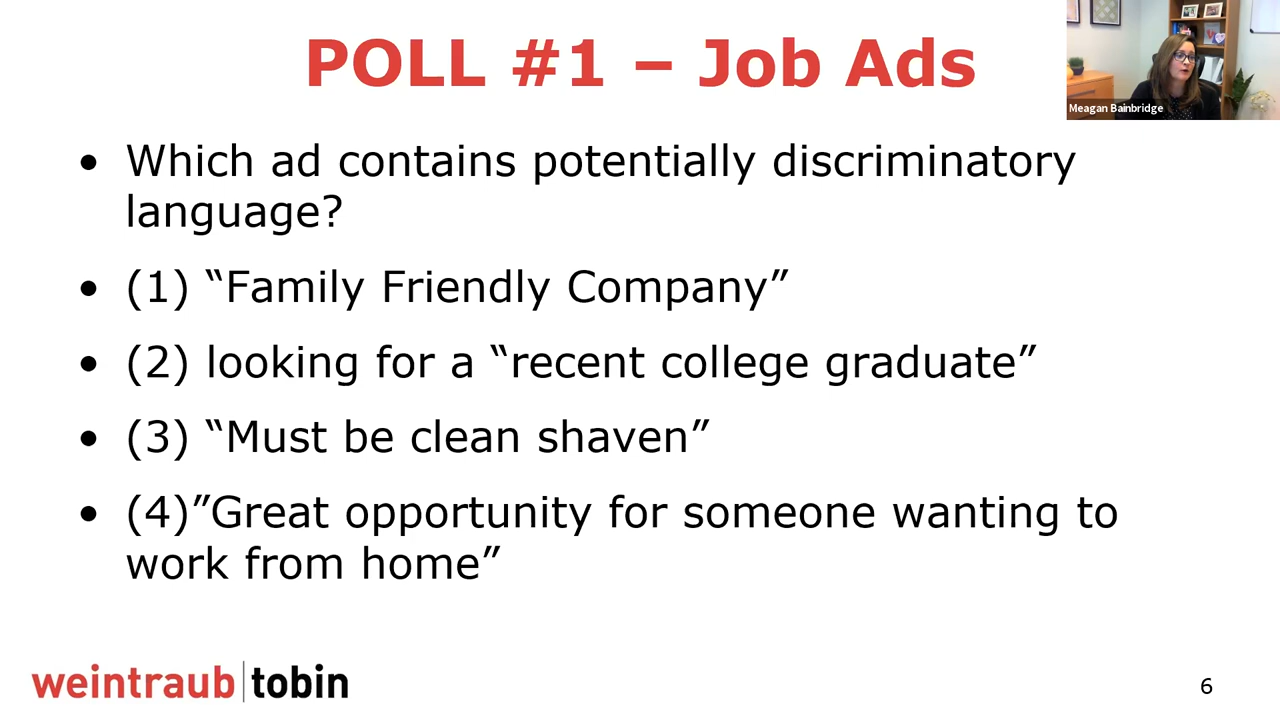 POLL #1 – Job Ads
Meagan Bainbridge
• Which ad contains potentially discriminatory
language?
• (1) “Family Friendly Company”
• (2) looking for a “recent college graduate”
• (3) “Must be clean shaven”
• (4)”Great opportunity for someone wanting to
work from home”
weintraub|tobin
6